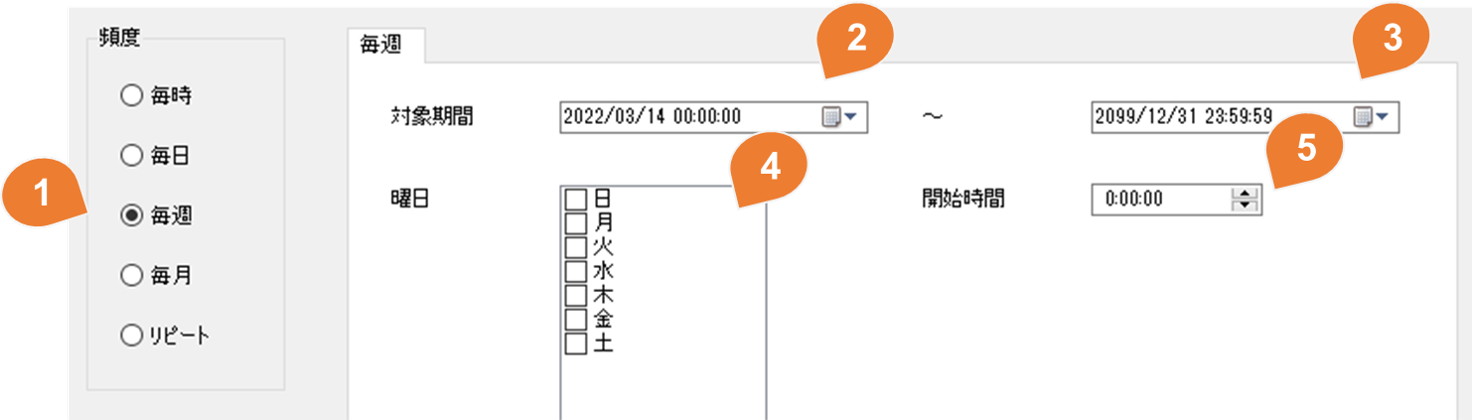 頻度
毎時
毎日
1
毎週
毎月
リピート
毎週
2
3
対象期間
2022/03/14 00:00:00
～
2099/12/31 23:59:59
4
5
曜日
日
月
火
水
木
金
土
開始時間
0:00:00